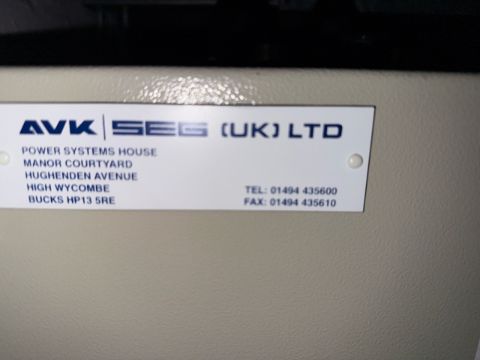 AVK SEG (UK) LTD
POWER SYSTEMS HOUSE
MANOR COURTYARD
HUGHENDEN AVENUE
HIGH WYCOMBE
BUCKS HP13 5RE
TEL: 01494 435600
FAX: 01494 435610